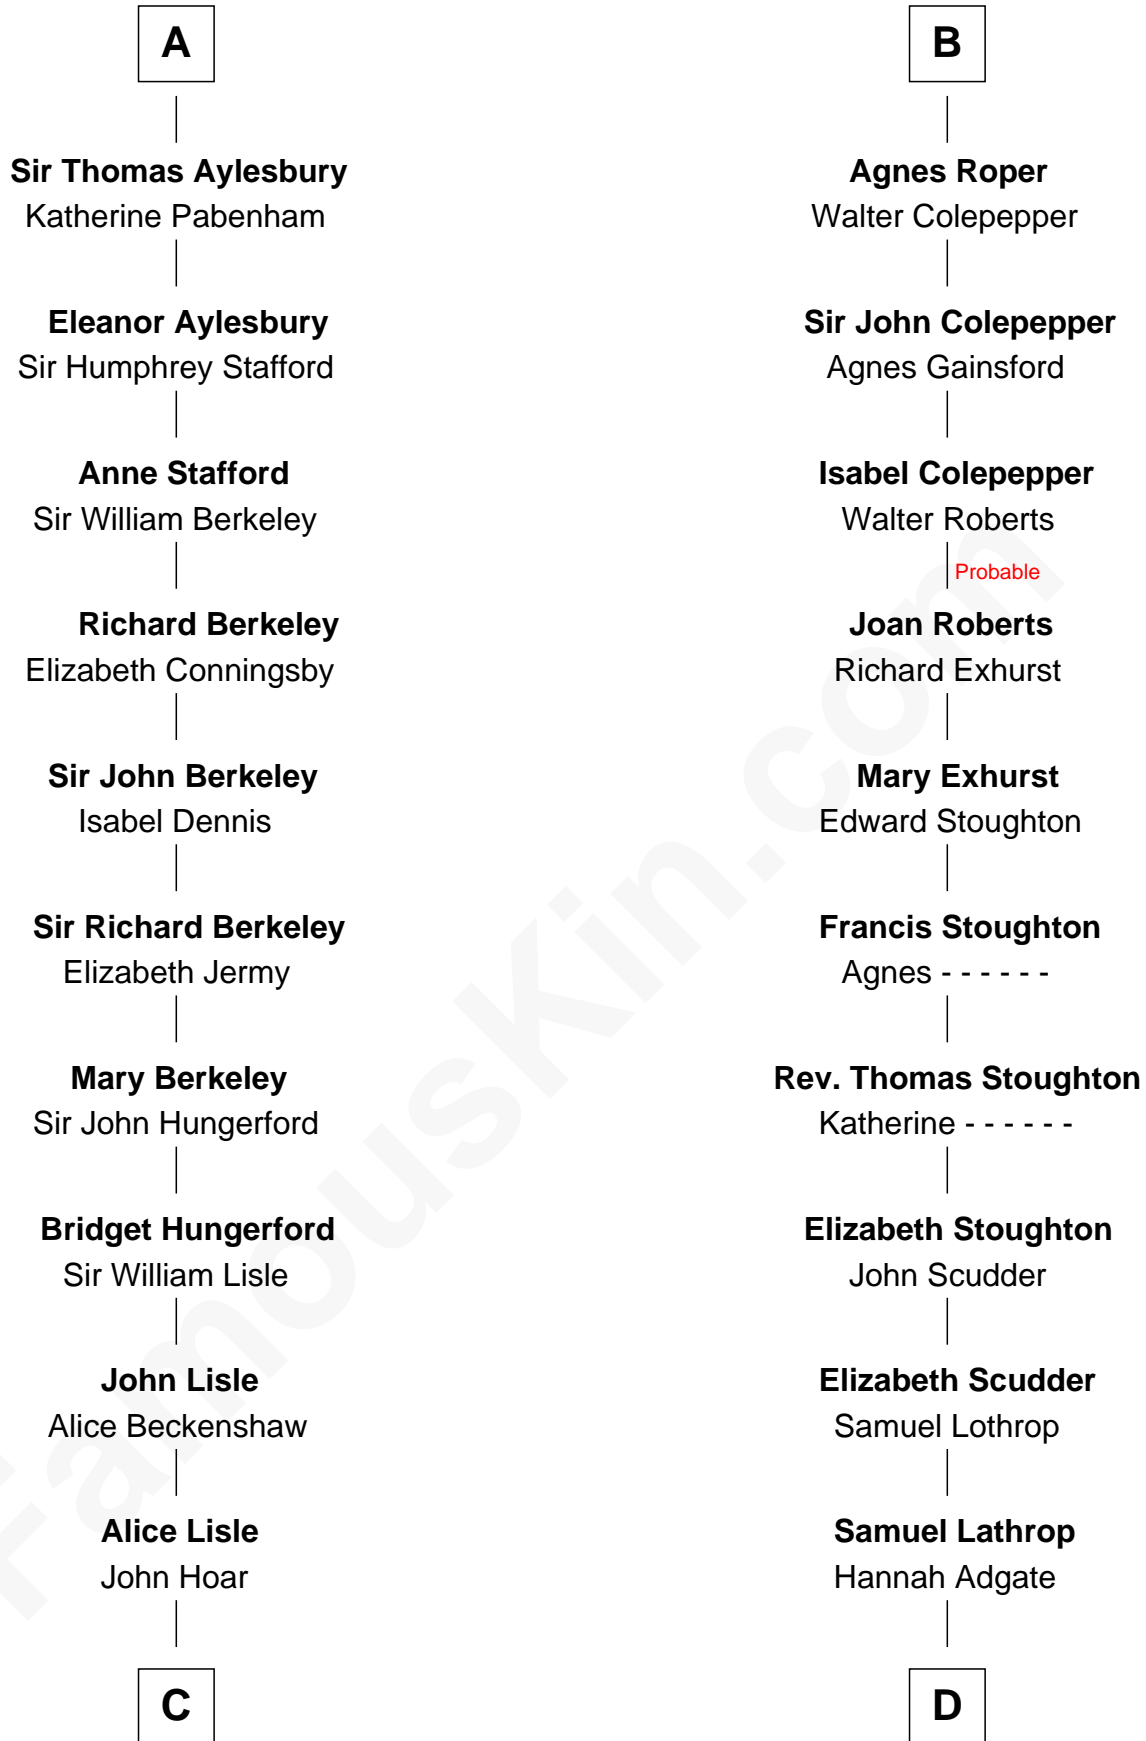 A
Sir Thomas Aylesbury
Katherine Pabenham
Eleanor Aylesbury
Sir Humphrey Stafford
Anne Stafford
Sir William Berkeley
Richard Berkeley
Elizabeth Conningsby
Sir John Berkeley
Isabel Dennis
Sir Richard Berkeley
Elizabeth Jermy
Mary Berkeley
Sir John Hungerford
Bridget Hungerford
Sir William Lisle
John Lisle
Alice Beckenshaw
Alice Lisle
John Hoar
C
B
Agnes Roper
Walter Colepepper
Sir John Colepepper
Agnes Gainsford
Isabel Colepepper
Walter Roberts
Probable
Joan Roberts
Richard Exhurst
Mary Exhurst
Edward Stoughton
Francis Stoughton
Agnes - - - - - -
Rev. Thomas Stoughton
Katherine - - - - - -
Elizabeth Stoughton
John Scudder
Elizabeth Scudder
Samuel Lothrop
Samuel Lathrop
Hannah Adgate
D
FamousKin.com